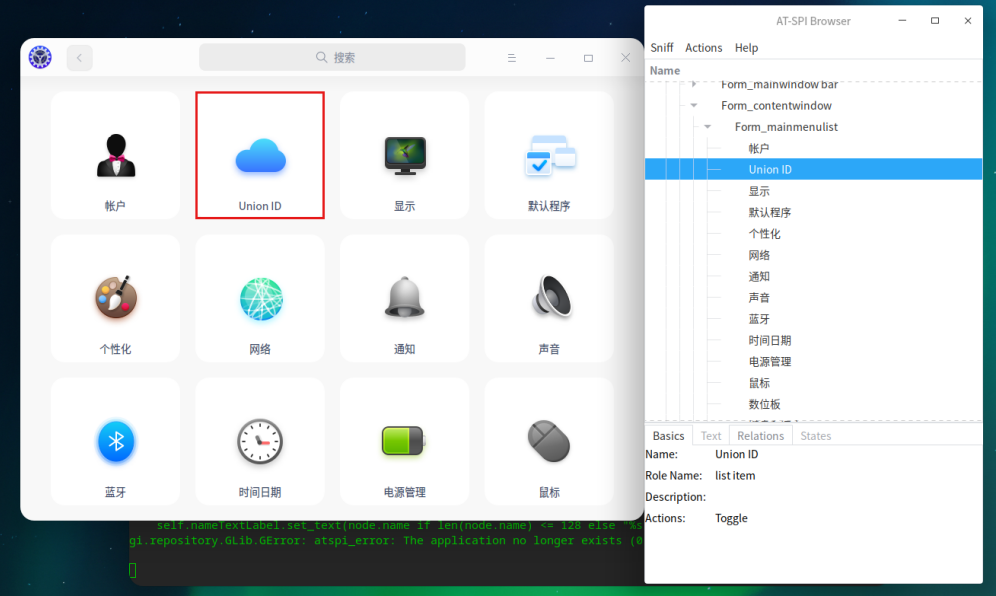 搜索
帐户
Union ID
显示
默认程序
个性化
网络
通知
声音
蓝牙
时间日期
电源管理
鼠标
self.nameTextLabel.set_text(node.name if len(node.name) <= 128 else "%s
gi.repository.GLib.GError: atspi_error: The application no longer exists (0
AT-SPI Browser
Sniff Actions Help
Name
Form_mainwindow bar
Form_contentwindow
Form_mainmenulist
帐户
Union ID
显示
默认程序
个性化
网络
通知
声音
蓝牙
时间日期
电源管理
鼠标
数位板
Basics Text Relations States
Name: Union ID
Role Name: list item
Description:
Actions: Toggle